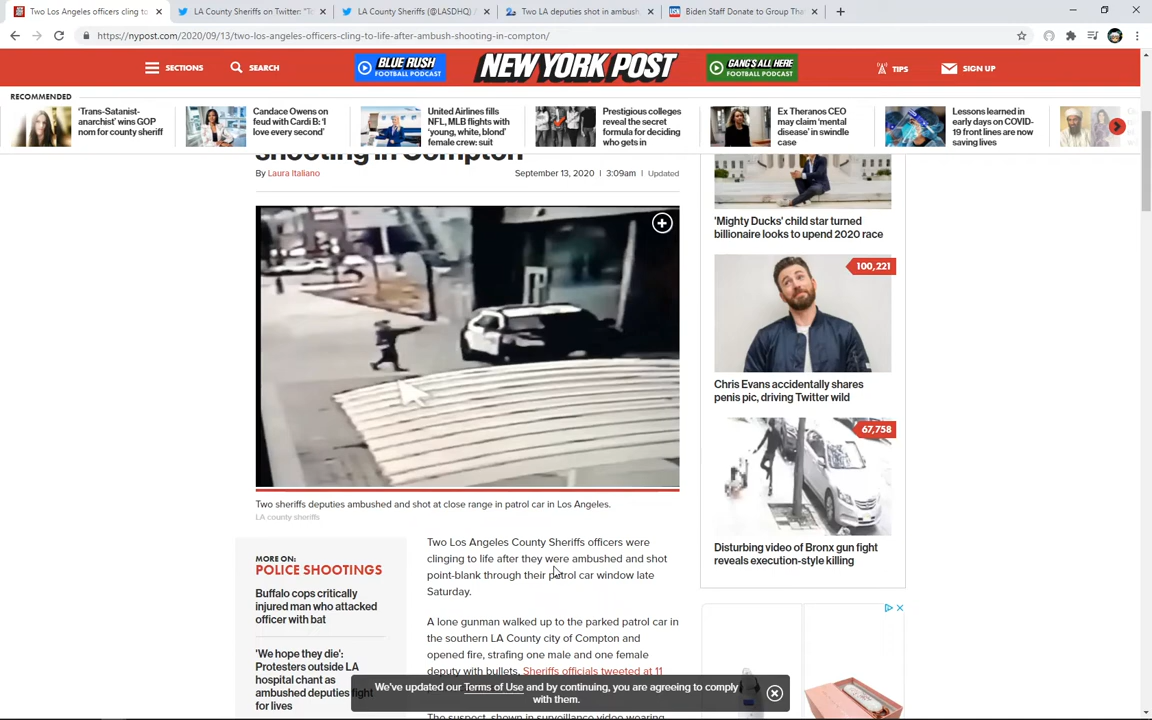 Two Los Angeles officers cling to
LA County Sheriffs on Twitter: "To
LA County Sheriffs (@LASDHQ) /
Two LA deputies shot in ambush,
Biden Staff Donate to Group Tha
https://nypost.com/2020/09/13/two-los-angeles-officers-cling-to-life-after-ambush-shooting-in-compton/
SECTIONS
SEARCH
BLUE RUSH
FOOTBALL PODCAST
NEW YORK POST
GANG'S ALL HERE
FOOTBALL PODCAST
TIPS
SIGN UP
RECOMMENDED
'Trans-Satanist-
anarchist' wins GOP
nom for county sheriff
Candace Owens on
feud with Cardi B: 'I
love every second'
United Airlines fills
NFL, MLB flights with
'young, white, blond'
female crew: suit
Prestigious colleges
reveal the secret
formula for deciding
who gets in
Ex Theranos CEO
may claim 'mental
disease' in swindle
case
Lessons learned in
early days on COVID-
19 front lines are now
saving lives
shooting in Compton
By Laura Italiano
September 13, 2020 | 3:09am | Updated
Two sheriffs deputies ambushed and shot at close range in patrol car in Los Angeles.
LA county sheriffs
MORE ON:
POLICE SHOOTINGS
Buffalo cops critically
injured man who attacked
officer with bat
'We hope they die':
Protesters outside LA
hospital chant as
ambushed deputies fight
for lives
Two Los Angeles County Sheriffs officers were
clinging to life after they were ambushed and shot
point-blank through their patrol car window late
Saturday.
A lone gunman walked up to the parked patrol car in
the southern LA County city of Compton and
opened fire, strafing one male and one female
deputy with bullets, Sheriffs officials tweeted at 11
The suspect, shown in surveillance video wearing
'Mighty Ducks' child star turned
billionaire looks to upend 2020 race
100,221
Chris Evans accidentally shares
penis pic, driving Twitter wild
67,758
Disturbing video of Bronx gun fight
reveals execution-style killing
We've updated our Terms of Use and by continuing, you are agreeing to comply
with them.